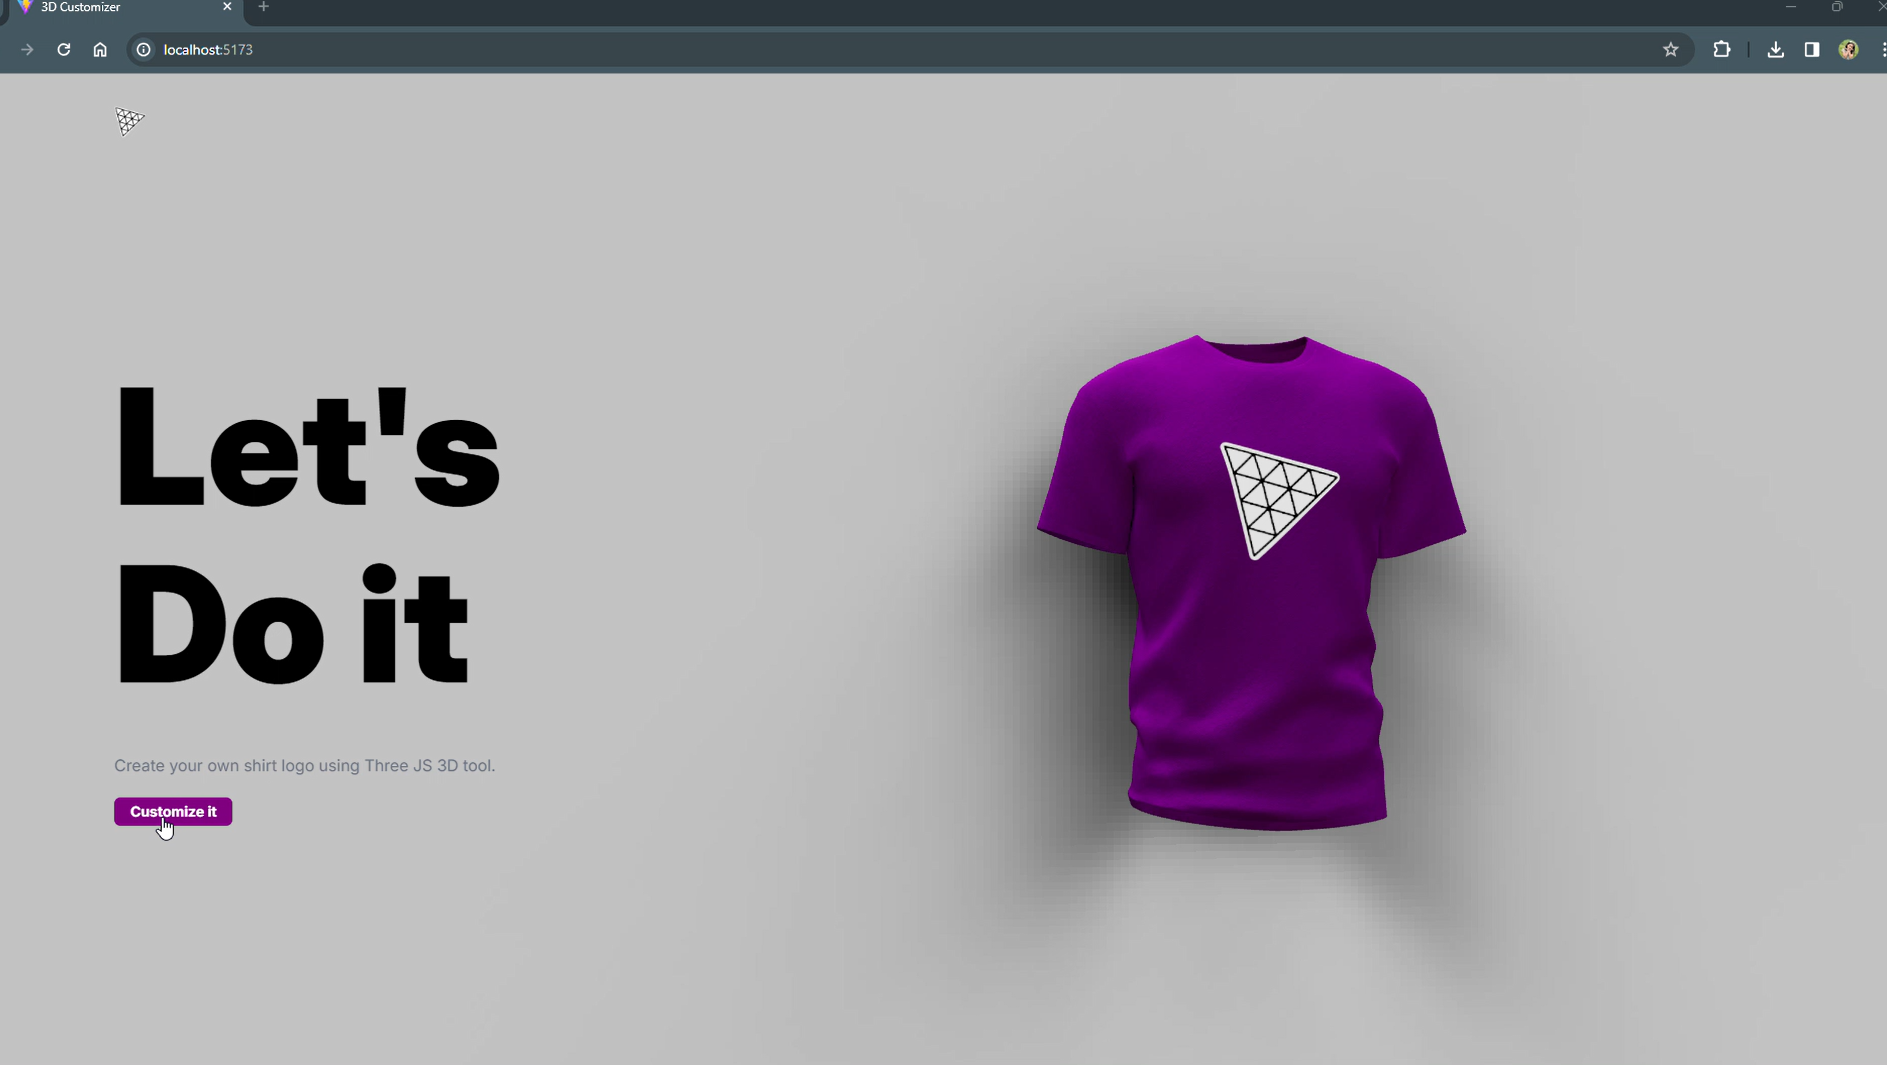 3D Customizer
localhost:5173
Let's
Do it
Create your own shirt logo using Three JS 3D tool.
Customize it